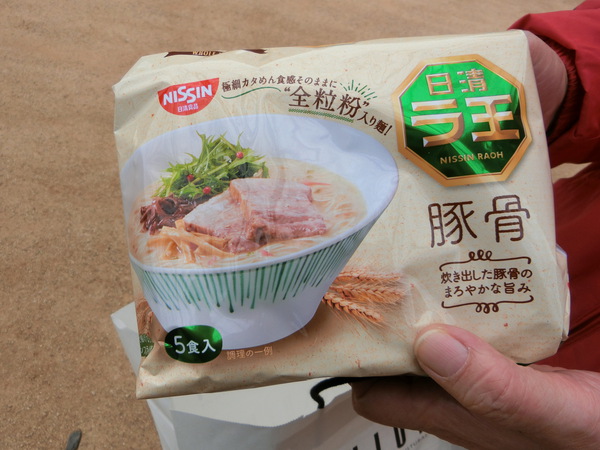 NISSIN
日清食品
極細カタめん食感そのままに
"全粒粉"入り麺!
日清
ラ王
NISSIN RAOH
豚骨
炊き出した豚骨の
まろやかな旨み
5食入
調理の一例